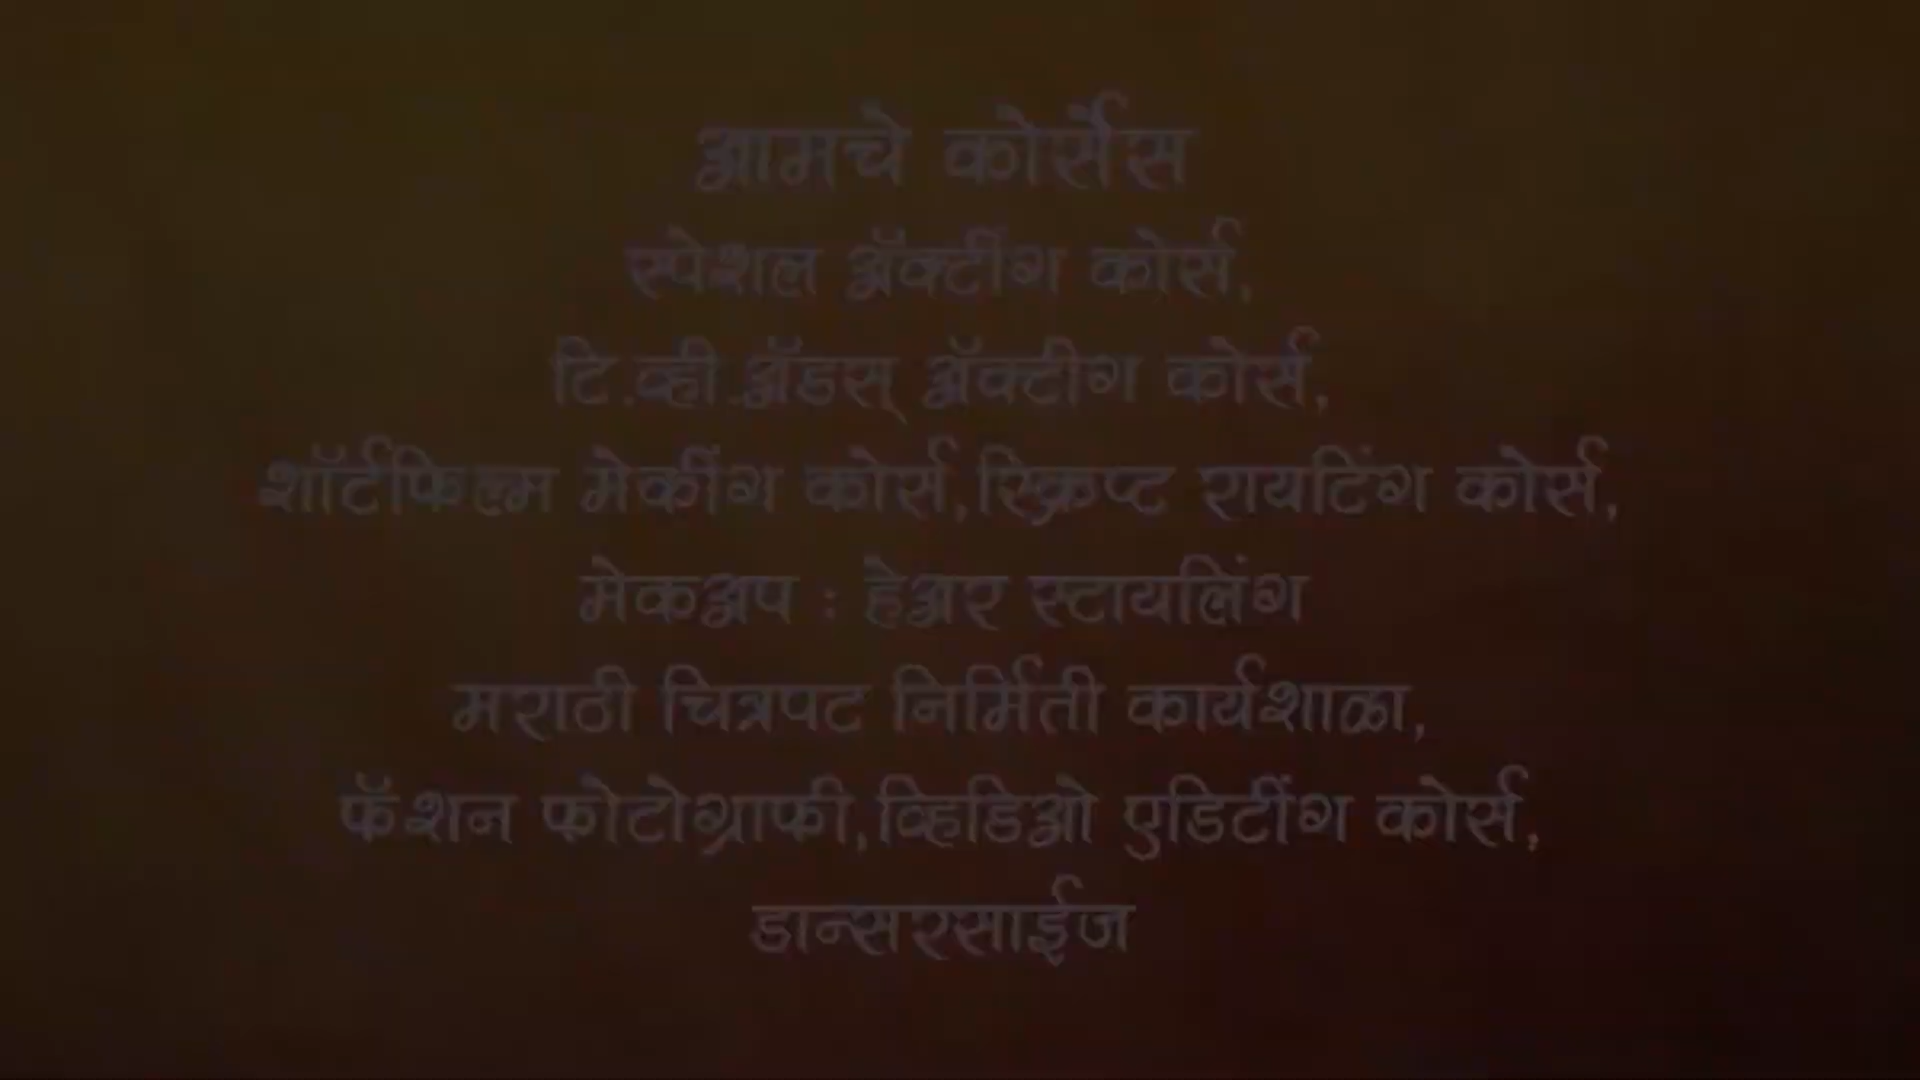 आमचे कोर्सेस
स्पेशल ॲक्टींग कोर्स,
टि.व्ही.ॲडस् ॲक्टीग कोर्स,
शॉर्टफिल्म मेकींग कोर्स,स्क्रिप्ट रायटिंग कोर्स,
मेकअप : हेअर स्टायलिंग
मराठी चित्रपट निर्मिती कार्यशाळा,
फॅशन फोटोग्राफी,व्हिडिओ एडिटींग कोर्स,
डान्सरसाईज